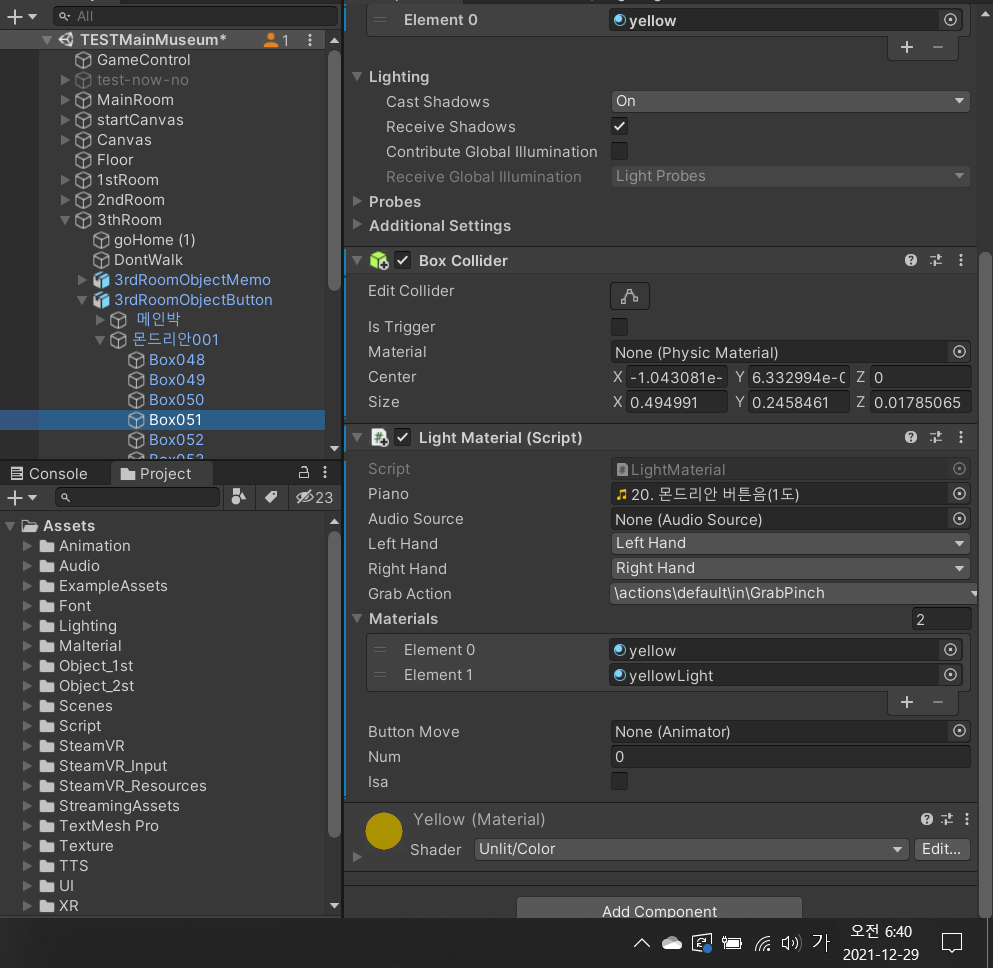 All
TESTMainMuseum*
1
GameControl
test-now-no
MainRoom
startCanvas
Canvas
Floor
1stRoom
2ndRoom
3thRoom
goHome (1)
DontWalk
3rdRoomObjectMemo
3rdRoomObjectButton
메인박
몬드리안001
Box048
Box049
Box050
Box051
Box052
Box053
Console
Project
23
Assets
Animation
Audio
ExampleAssets
Font
Lighting
Malterial
Object_1st
Object_2st
Scenes
Script
SteamVR
SteamVR_Input
SteamVR_Resources
StreamingAssets
TextMesh Pro
Texture
TTS
UI
XR
Element 0 yellow
Lighting
Cast Shadows On
Receive Shadows
Contribute Global Illumination
Receive Global Illumination Light Probes
Probes
Additional Settings
Box Collider
Edit Collider
Is Trigger
Material None (Physic Material)
Center X -1.043081e- Y 6.332994e-0 Z 0
Size X 0.494991 Y 0.2458461 Z 0.01785065
Light Material (Script)
Script LightMaterial
Piano 20. 몬드리안 버튼음(1도)
Audio Source None (Audio Source)
Left Hand Left Hand
Right Hand Right Hand
Grab Action \actions\default\in\GrabPinch
Materials 2
Element 0 yellow
Element 1 yellowLight
Button Move None (Animator)
Num 0
Isa
Yellow (Material)
Shader Unlit/Color Edit...
Add Component
가
오전 6:40
2021-12-29